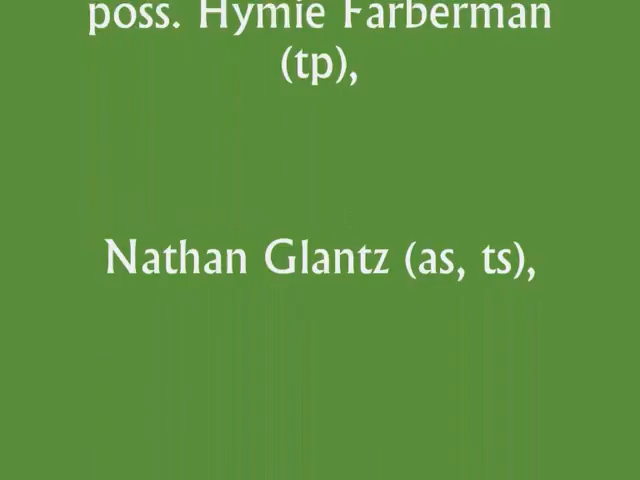 poss. Hymie Farberman
(tp),
Nathan Glantz (as, ts),